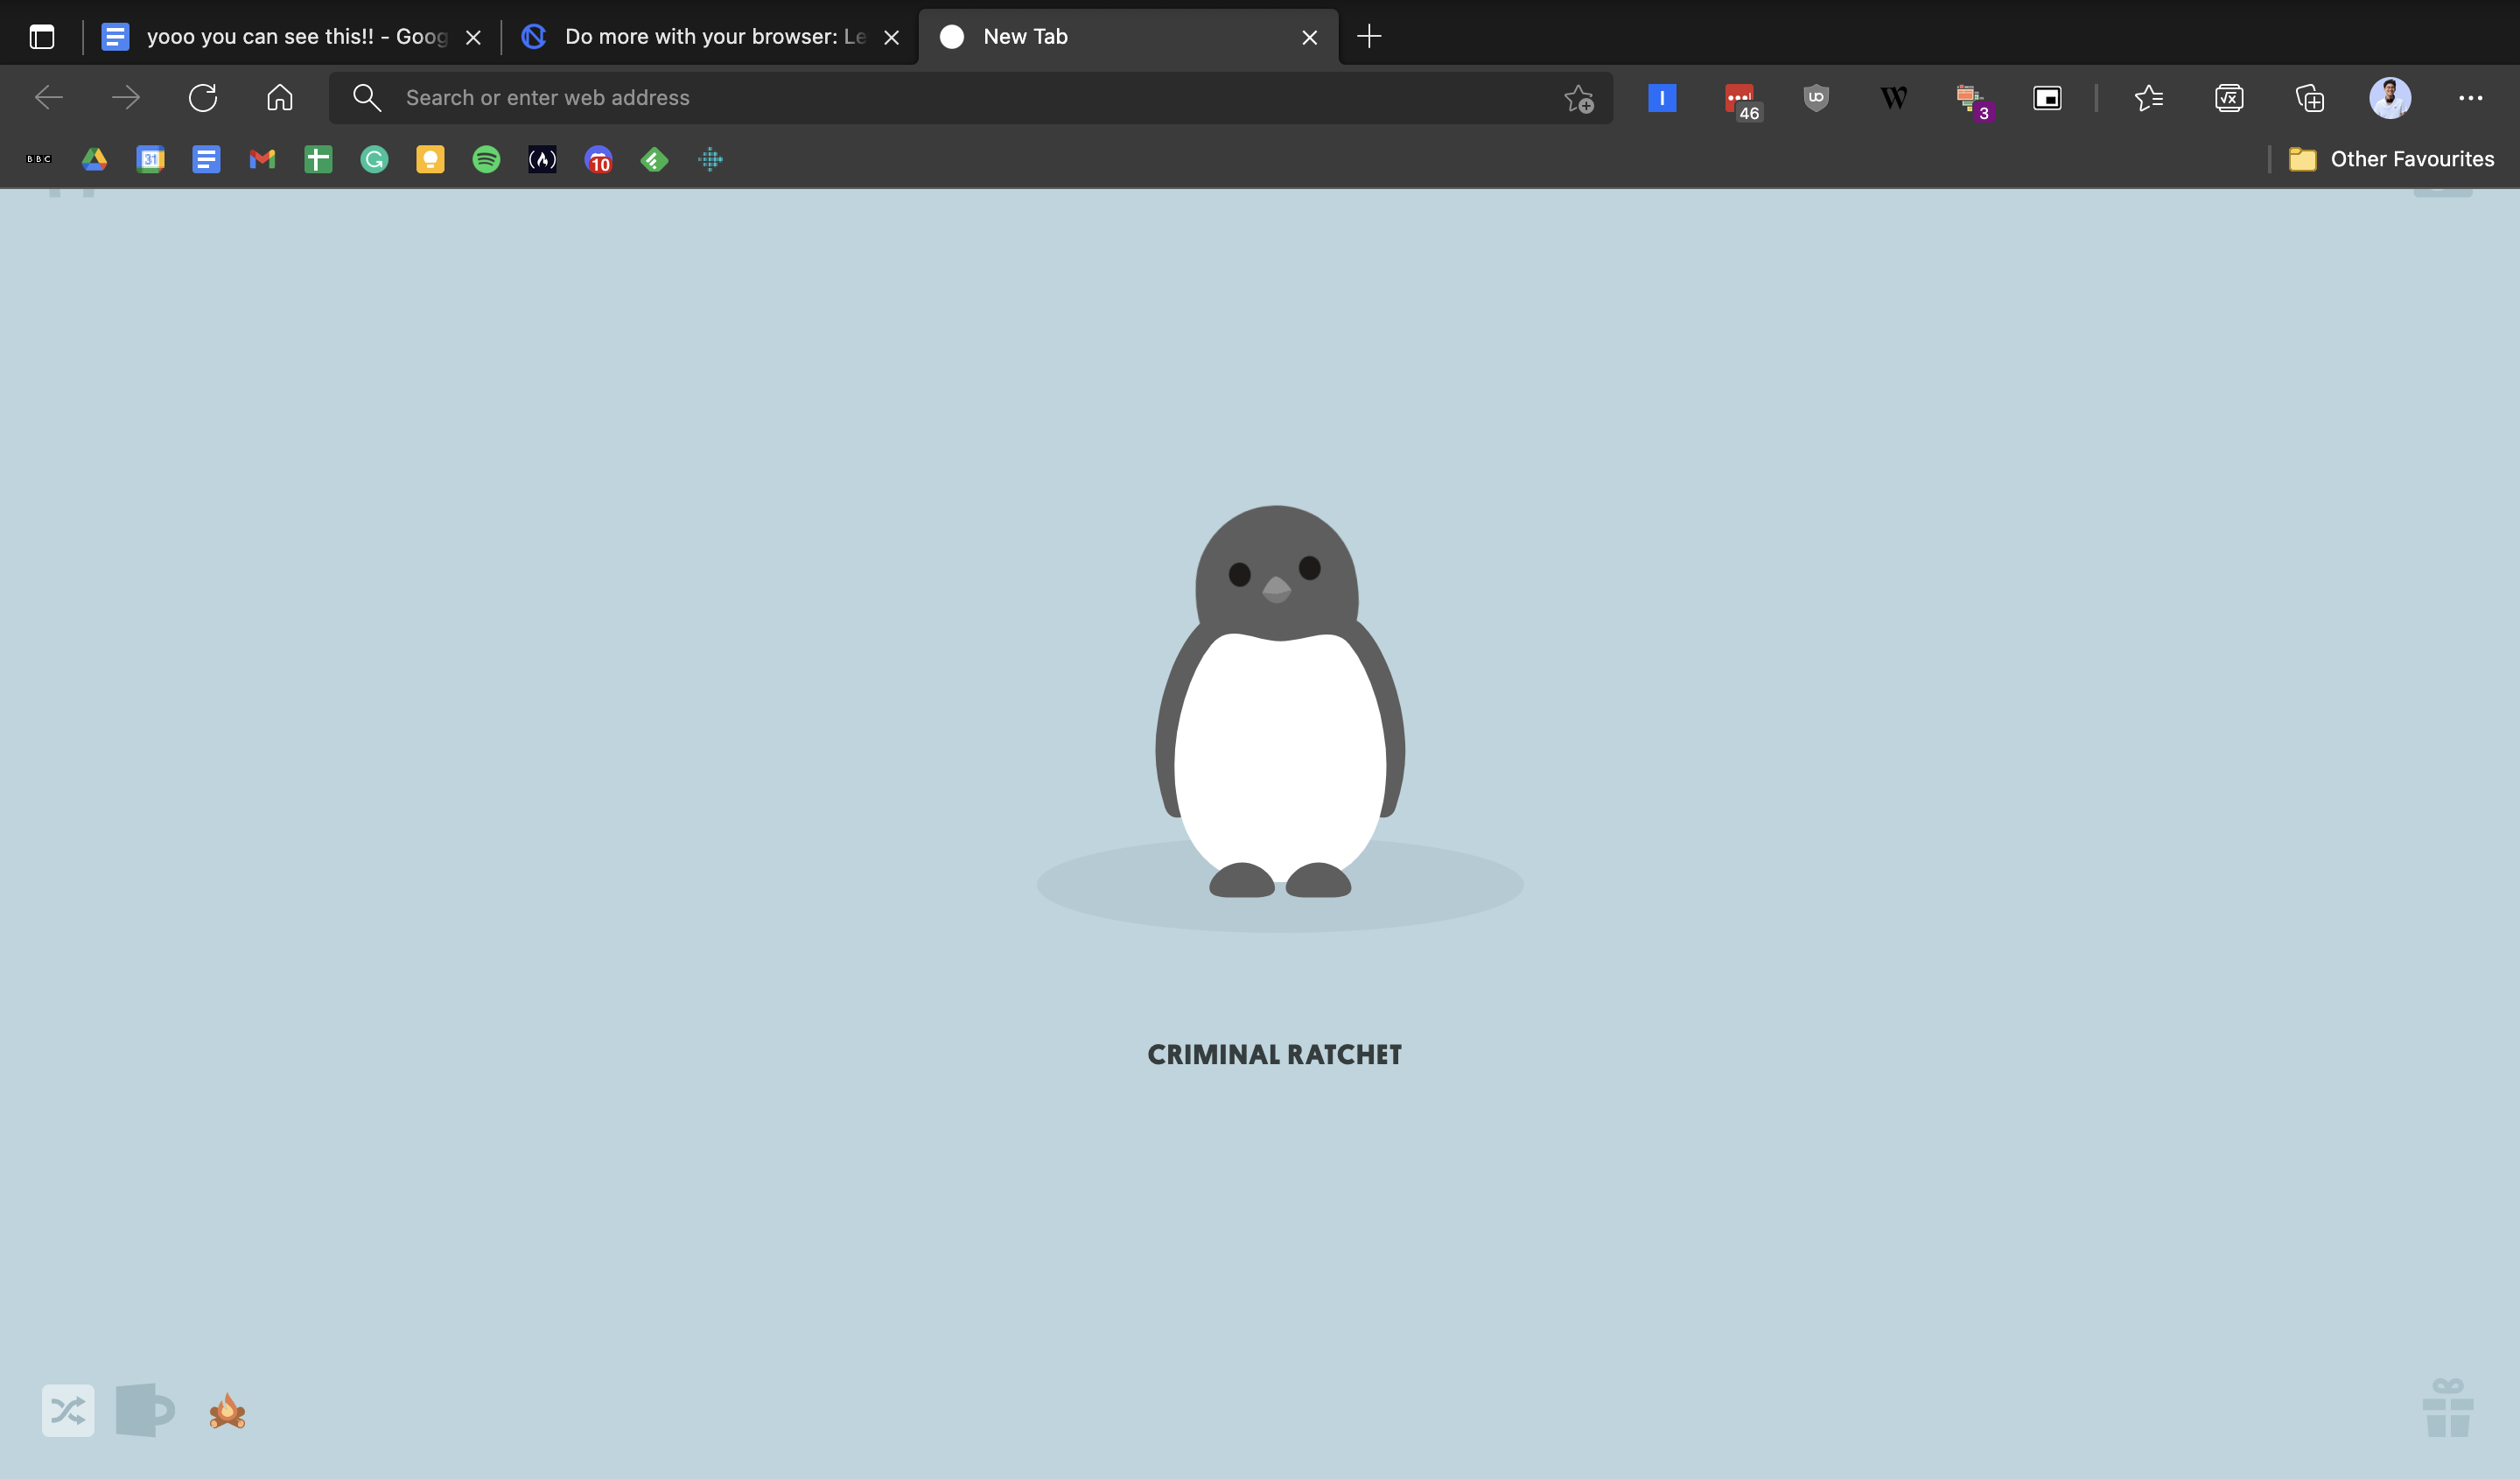 yooo you can see this!! - Goog
Do more with your browser: Le
New Tab
Search or enter web address
46
UO
W
3
BBC
31
10
Other Favourites
CRIMINAL RATCHET